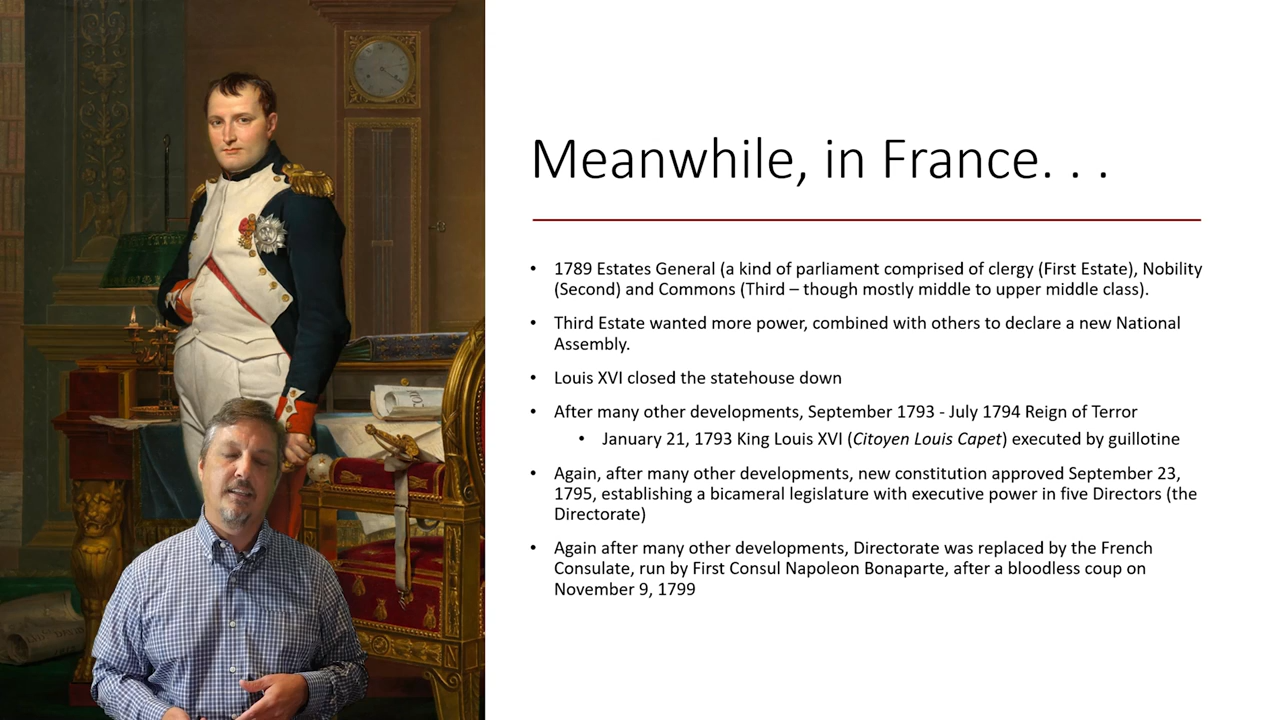 Meanwhile, in France. . .
• 1789 Estates General (a kind of parliament comprised of clergy (First Estate), Nobility
(Second) and Commons (Third – though mostly middle to upper middle class).
• Third Estate wanted more power, combined with others to declare a new National
Assembly.
• Louis XVI closed the statehouse down
• After many other developments, September 1793 - July 1794 Reign of Terror
• January 21, 1793 King Louis XVI (Citoyen Louis Capet) executed by guillotine
• Again, after many other developments, new constitution approved September 23,
1795, establishing a bicameral legislature with executive power in five Directors (the
Directorate)
• Again after many other developments, Directorate was replaced by the French
Consulate, run by First Consul Napoleon Bonaparte, after a bloodless coup on
November 9, 1799